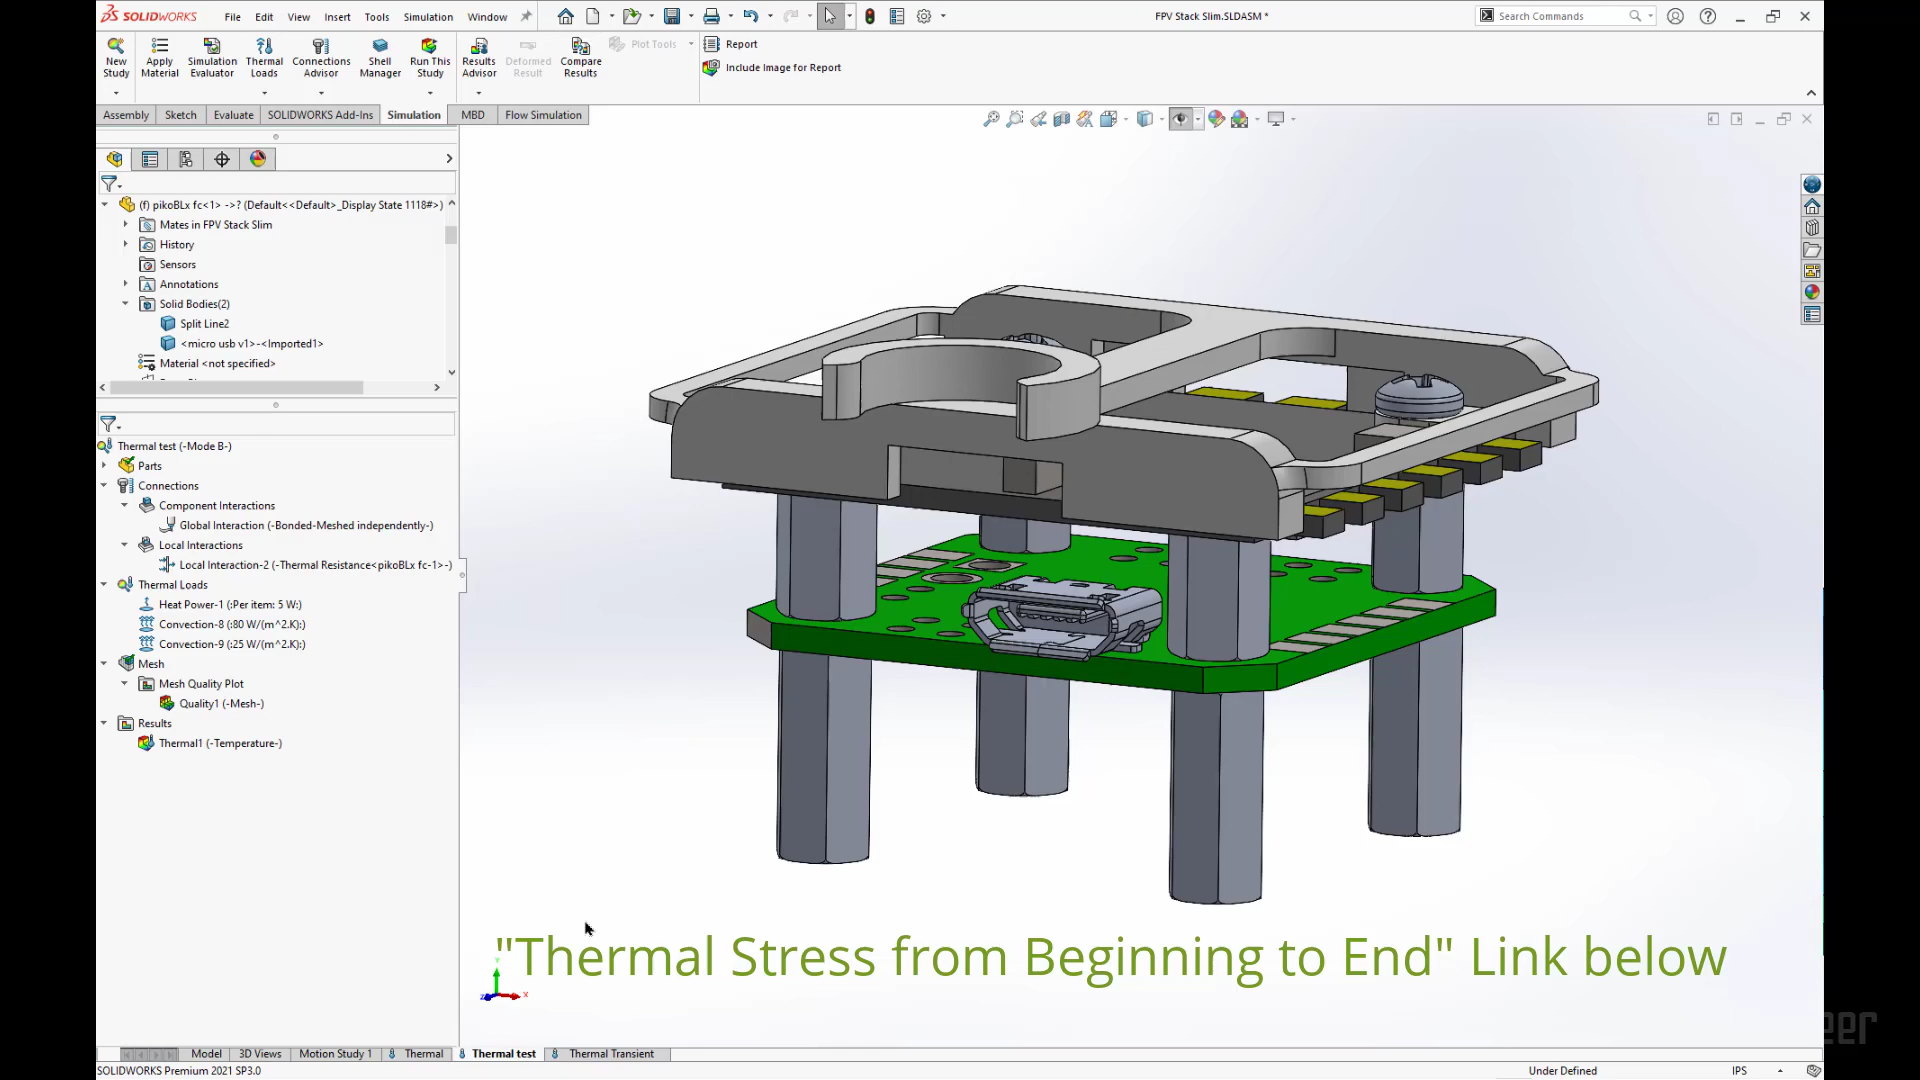 SOLIDWORKS File Edit View Insert Tools Simulation Window
FPV Stack Slim.SLDASM *
Search Commands
New Study
Apply Material
Simulation Evaluator
Thermal Loads
Connections Advisor
Shell Manager
Run This Study
Results Advisor
Deformed Result
Compare Results
Plot Tools
Report
Include Image for Report
Assembly Sketch Evaluate SOLIDWORKS Add-Ins Simulation MBD Flow Simulation
(f) pikoBLx fc<1> ->? (Default<<Default>_Display State 1118#>)
Mates in FPV Stack Slim
History
Sensors
Annotations
Solid Bodies(2)
Split Line2
<micro usb v1>-<Imported1>
Material <not specified>
Thermal test (-Mode B-)
Parts
Connections
Component Interactions
Global Interaction (-Bonded-Meshed independently-)
Local Interactions
Local Interaction-2 (-Thermal Resistance<pikoBLx fc-1>-)
Thermal Loads
Heat Power-1 (:Per item: 5 W:)
Convection-8 (:80 W/(m^2.K):)
Convection-9 (:25 W/(m^2.K):)
Mesh
Mesh Quality Plot
Quality1 (-Mesh-)
Results
Thermal1 (-Temperature-)
"Thermal Stress from Beginning to End" Link below
Y
Z X
eer
Model 3D Views Motion Study 1 Thermal Thermal test Thermal Transient
SOLIDWORKS Premium 2021 SP3.0
Under Defined
IPS